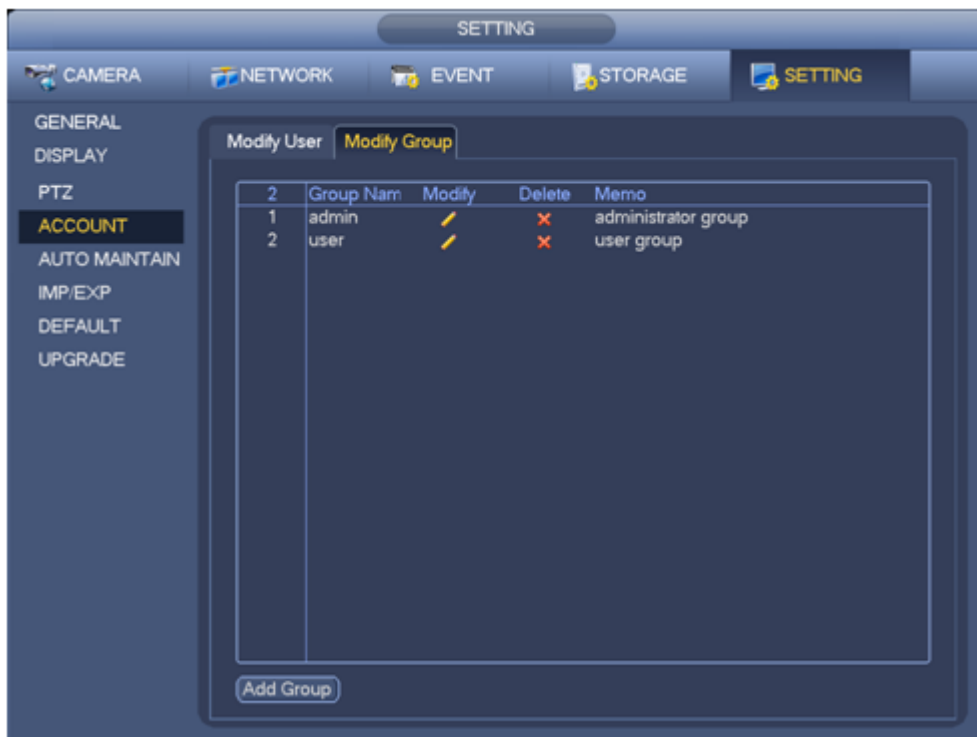 SETTING
CAMERA NETWORK EVENT STORAGE SETTING
GENERAL
DISPLAY
PTZ
ACCOUNT
AUTO MAINTAIN
IMP/EXP
DEFAULT
UPGRADE
Modify User Modify Group
2 Group Nam Modify Delete Memo
1 admin administrator group
2 user user group
Add Group